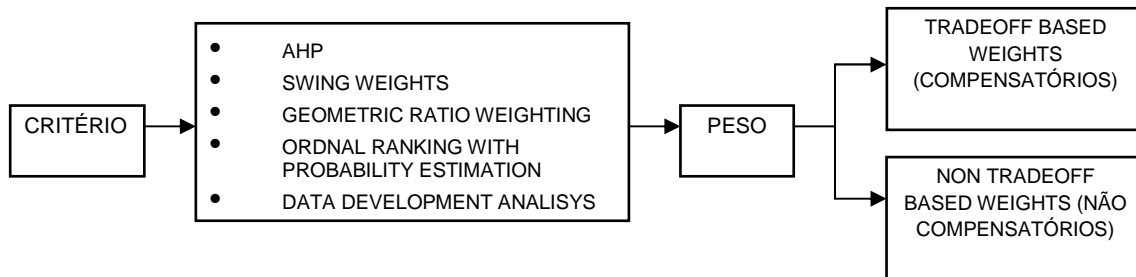 CRITÉRIO
• AHP
• SWING WEIGHTS
• GEOMETRIC RATIO WEIGHTING
• ORDNAL RANKING WITH
PROBABILITY ESTIMATION
• DATA DEVELOPMENT ANALISYS
PESO
TRADEOFF BASED
WEIGHTS
(COMPENSATÓRIOS)
NON TRADEOFF
BASED WEIGHTS (NÃO
COMPENSATÓRIOS)